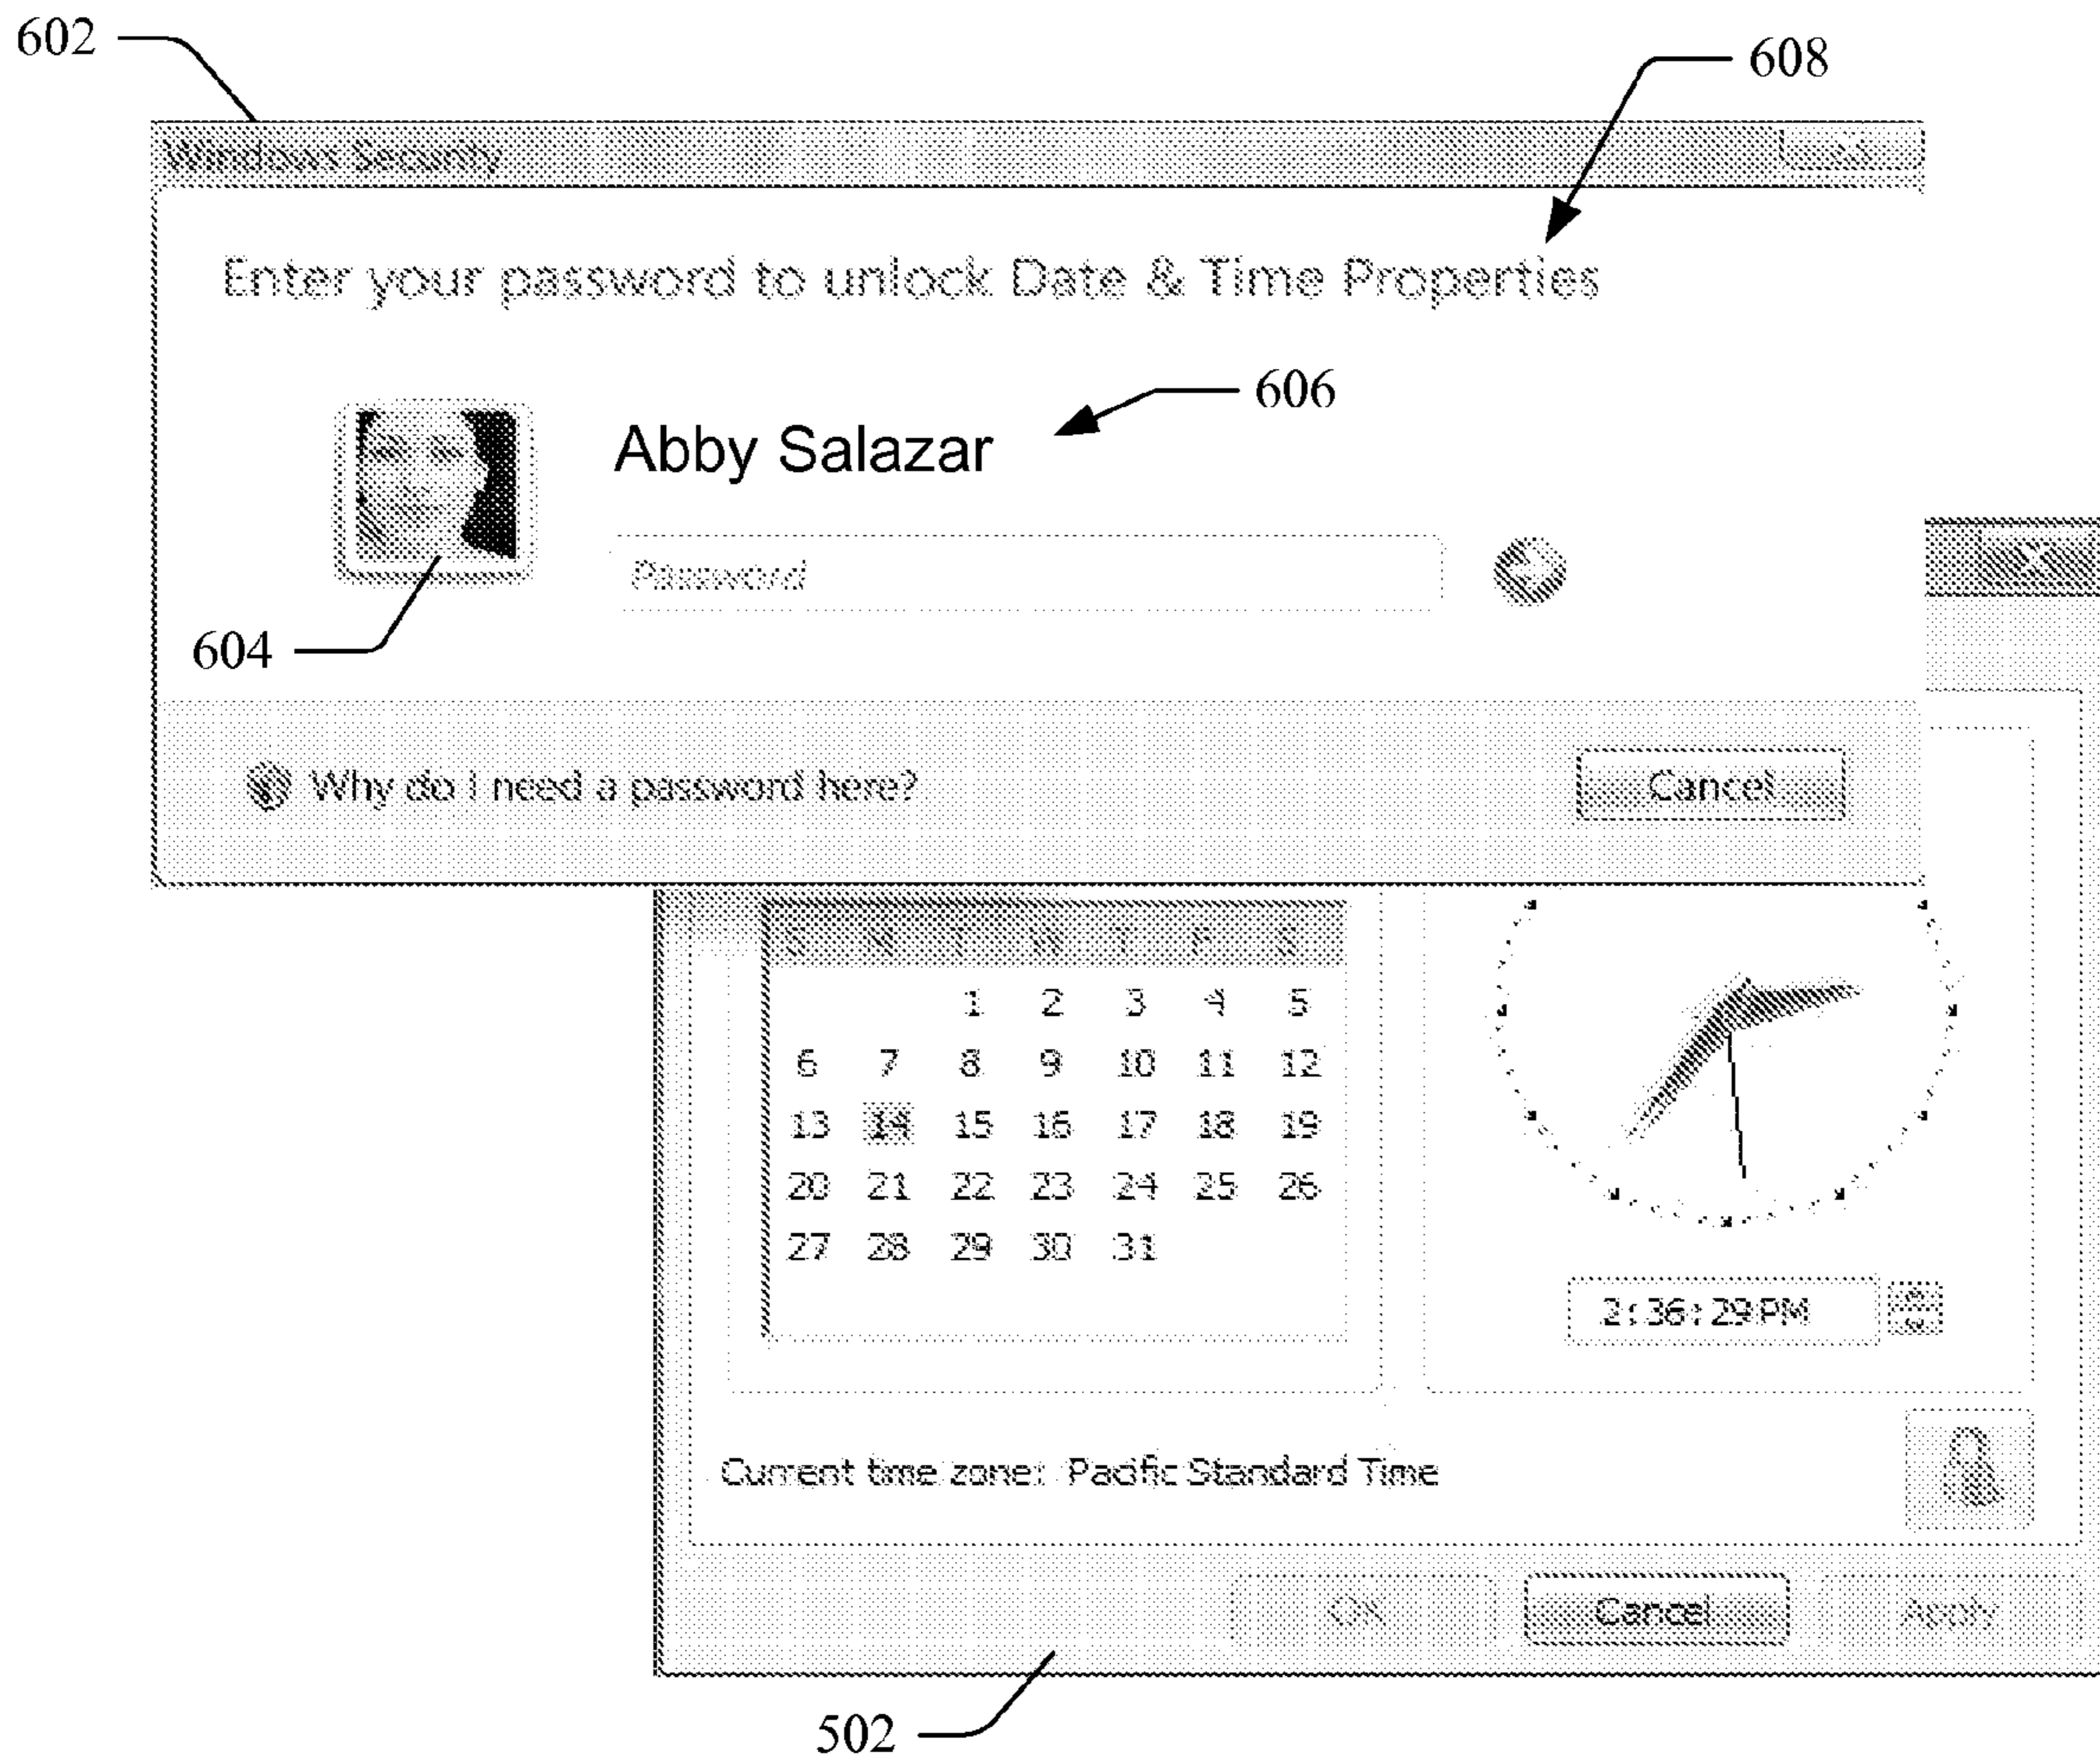 602
608
Windows Security
Enter your password to unlock Date & Time Properties
606
Abby Salazar
Password
604
Why do I need a password here?
Cancel
S M T W T F S
1 2 3 4 5
6 7 8 9 10 11 12
13 14 15 16 17 18 19
20 21 22 23 24 25 26
27 28 29 30 31
2:36:29 PM
Current time zone: Pacific Standard Time
OK Cancel Apply
502